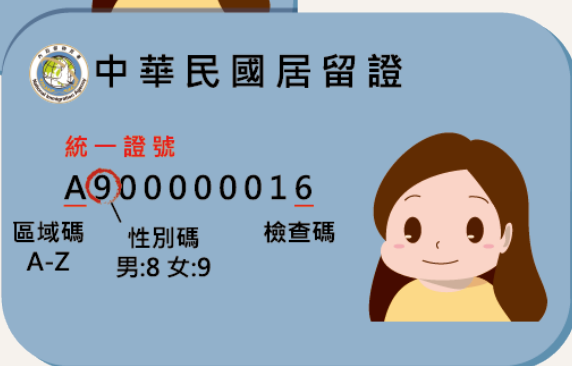 中華民國居留證
統一證號
A900000016
區域碼 性別碼 檢查碼
A-Z 男:8 女:9